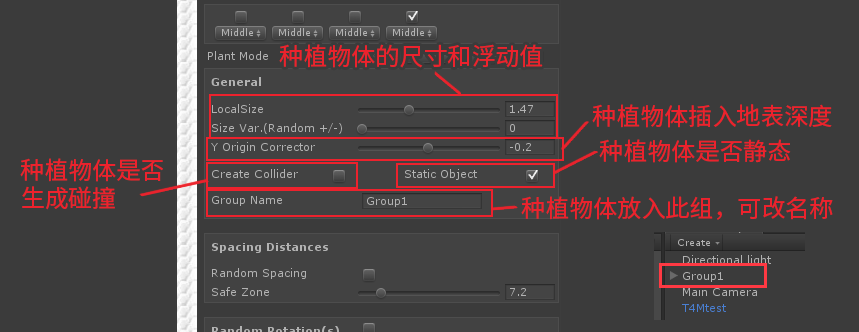 Middle Middle Middle Middle
Plant Mode
种植物体的尺寸和浮动值
General
LocalSize 1.47
Size Var.(Random +/-) 0
种植物体插入地表深度
Y Origin Corrector -0.2
种植物体是否静态
种植物体是否
生成碰撞
Create Collider Static Object
Group Name Group1
种植物体放入此组，可改名称
Spacing Distances
Random Spacing
Safe Zone 7.2
Random Rotation(s)
Create
Directional light
Group1
Main Camera
T4Mtest